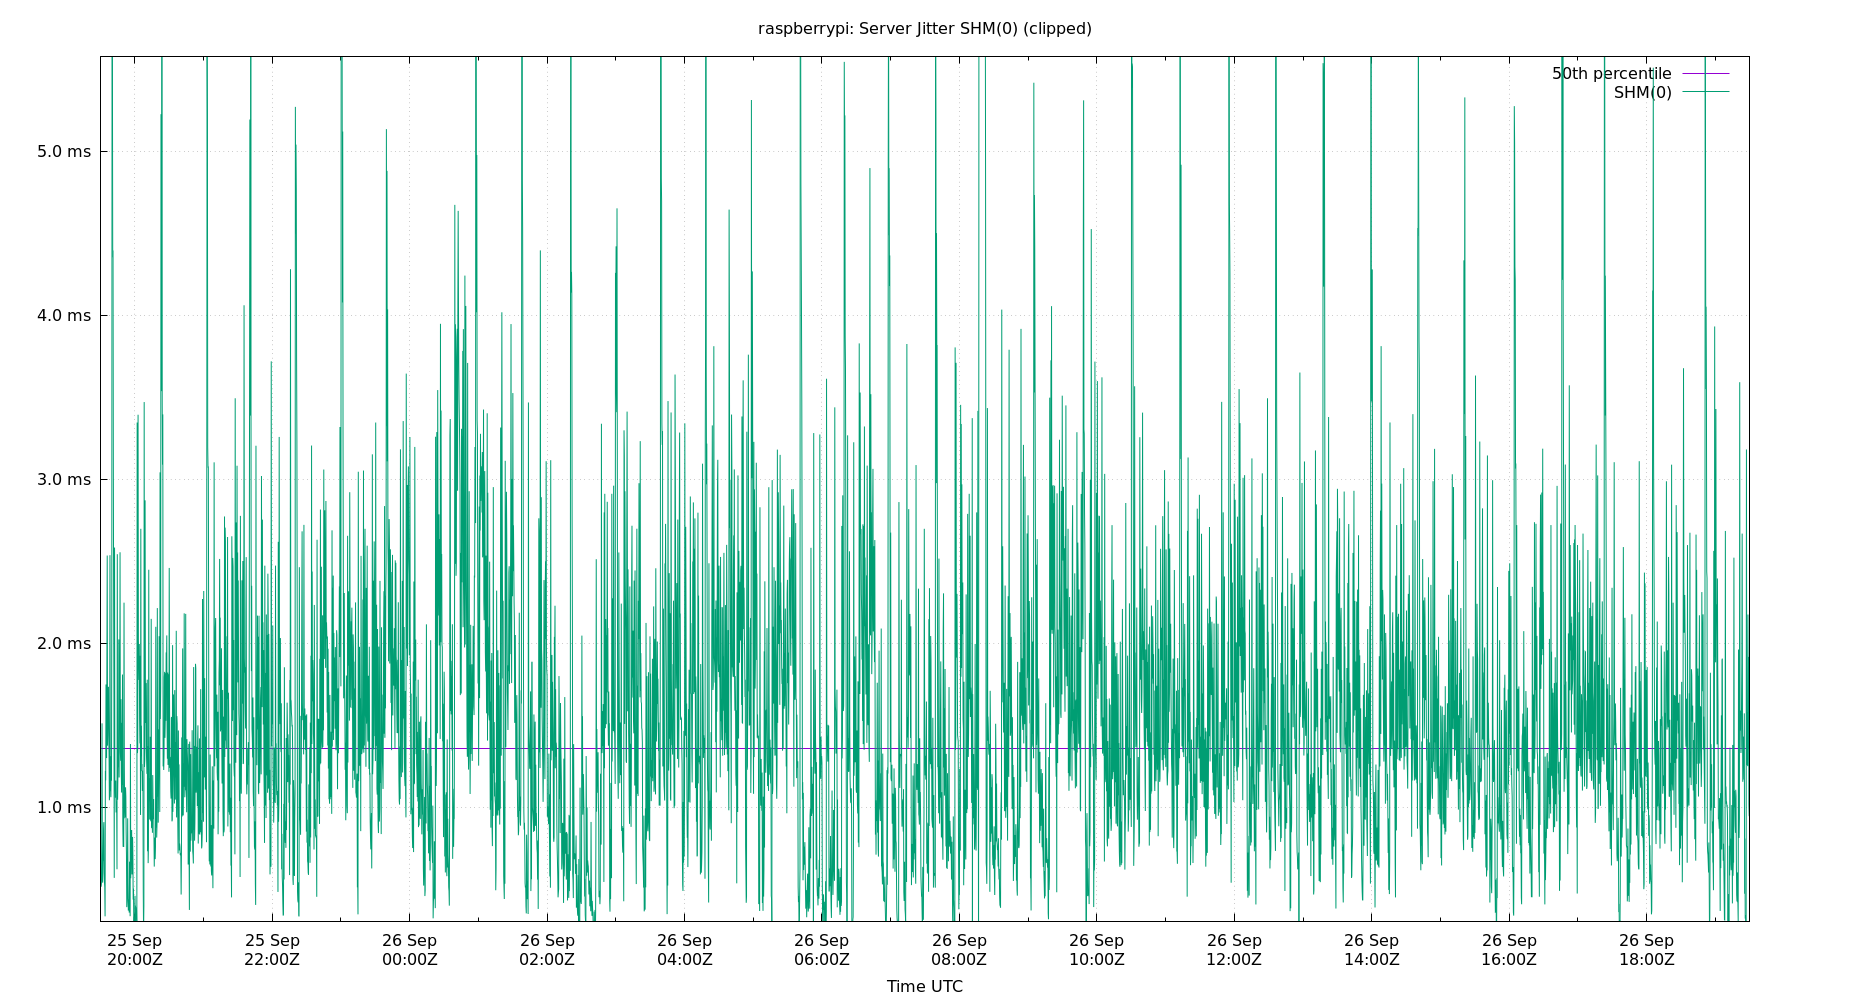 raspberrypi: Server Jitter SHM(0) (clipped)
50th percentile
SHM(0)
5.0 ms
4.0 ms
3.0 ms
2.0 ms
1.0 ms
25 Sep 25 Sep 26 Sep 26 Sep 26 Sep 26 Sep 26 Sep 26 Sep 26 Sep 26 Sep 26 Sep 26 Sep
20:00Z 22:00Z 00:00Z 02:00Z 04:00Z 06:00Z 08:00Z 10:00Z 12:00Z 14:00Z 16:00Z 18:00Z
Time UTC